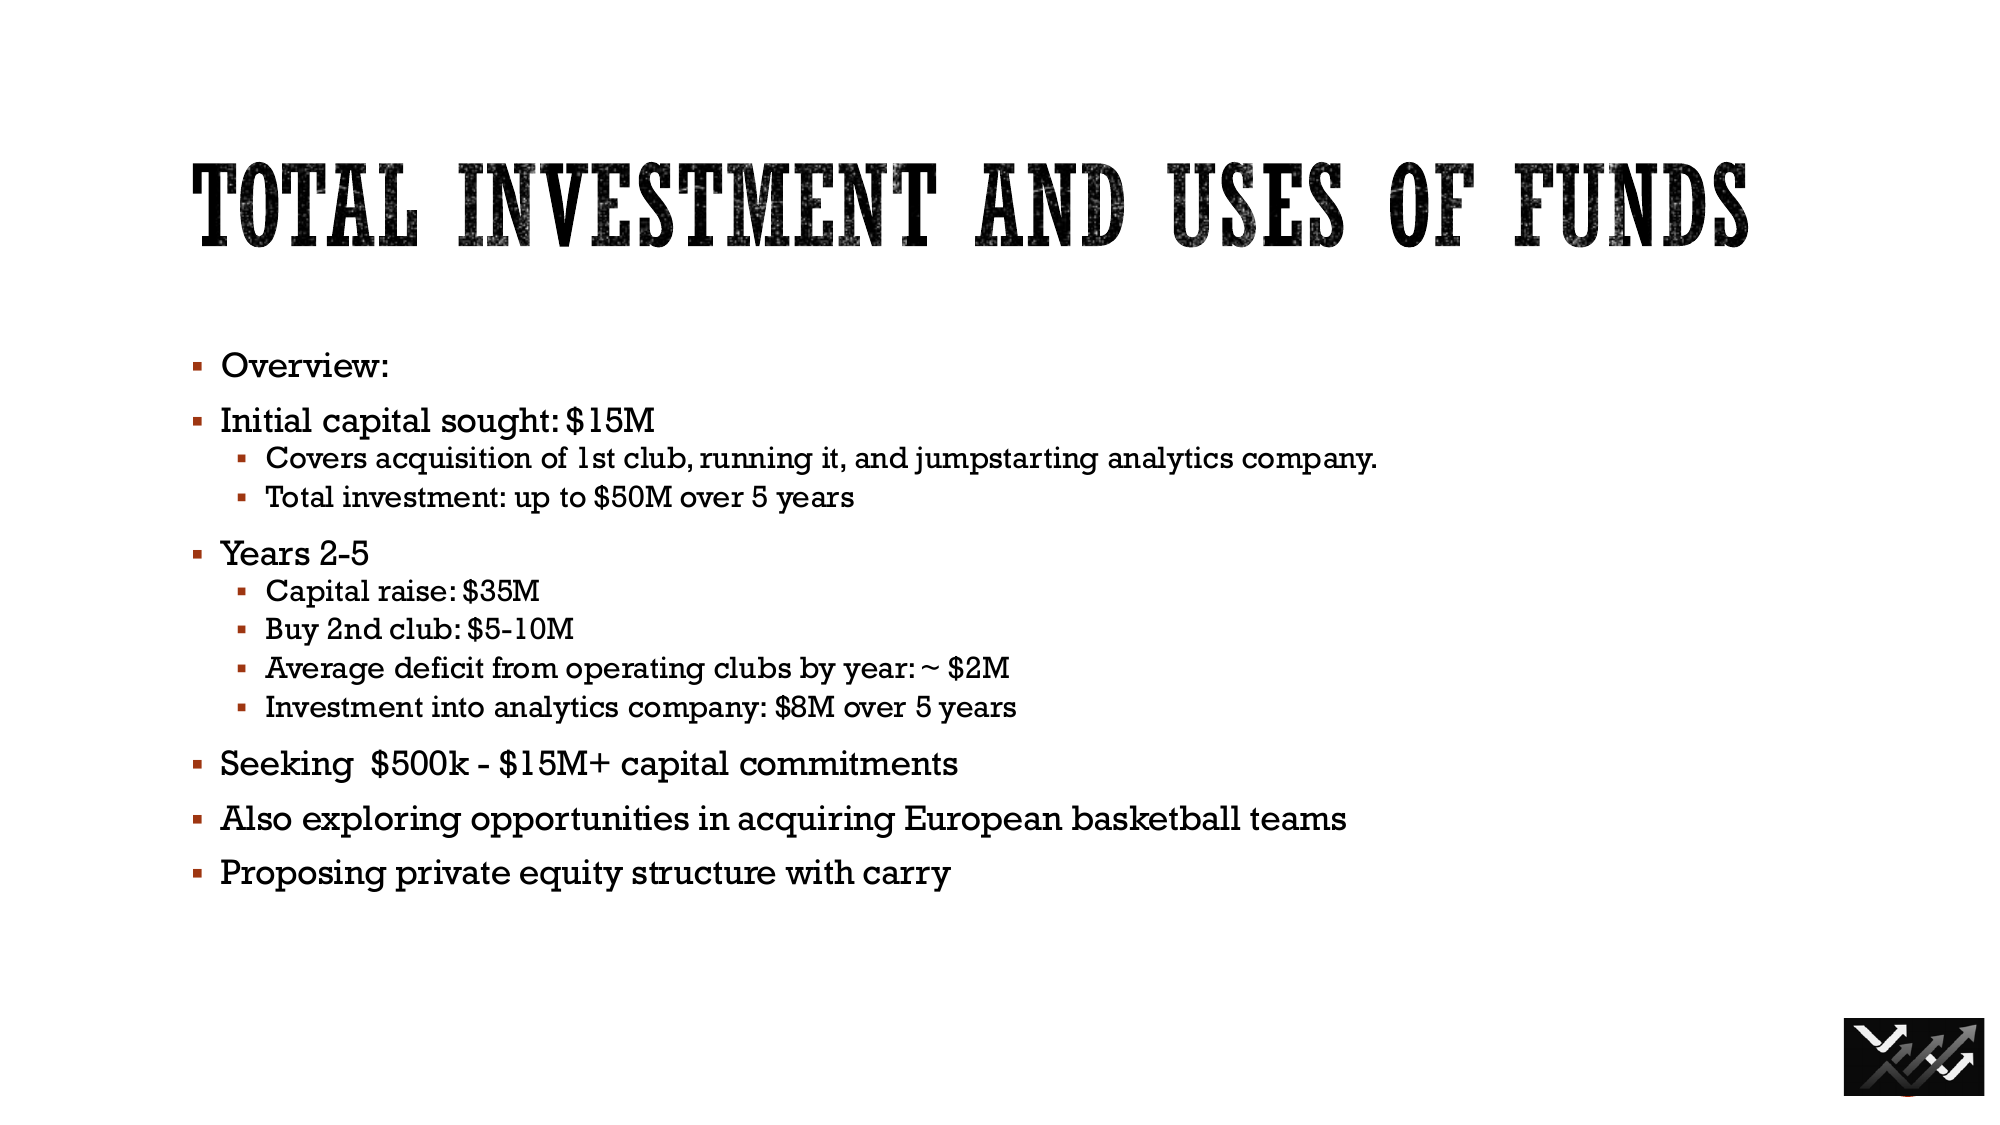 TOTAL INVESTMENT AND USES OF FUNDS
▪ Overview:
▪ Initial capital sought: $15M
▪ Covers acquisition of 1st club, running it, and jumpstarting analytics company.
▪ Total investment: up to $50M over 5 years
▪ Years 2-5
▪ Capital raise: $35M
▪ Buy 2nd club: $5-10M
▪ Average deficit from operating clubs by year: ~ $2M
▪ Investment into analytics company: $8M over 5 years
▪ Seeking $500k - $15M+ capital commitments
▪ Also exploring opportunities in acquiring European basketball teams
▪ Proposing private equity structure with carry